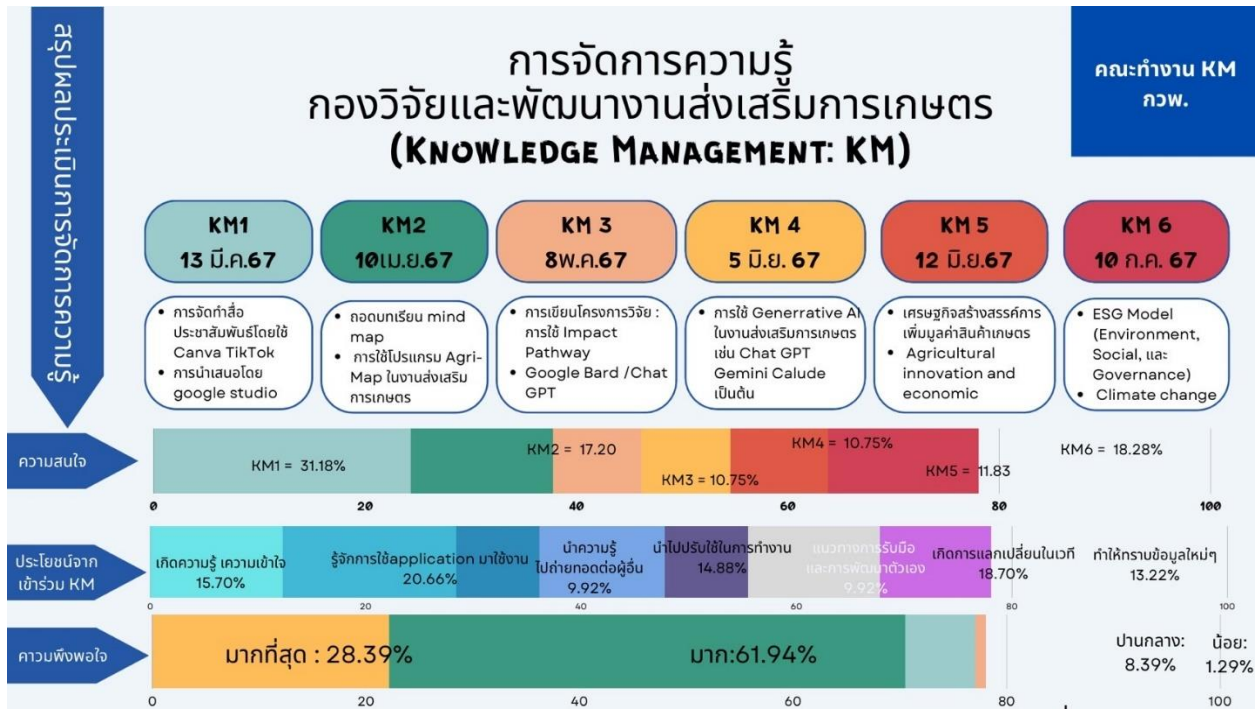 สรุปผลประเมินการจัดการความรู้
การจัดการความรู้
กองวิจัยและพัฒนางานส่งเสริมการเกษตร
(KNOWLEDGE MANAGEMENT: KM)
คณะทำงาน KM
กวพ.
KM1
13 มี.ค.67
KM2
10เม.ย.67
KM 3
8พ.ค.67
KM 4
5 มิ.ย. 67
KM 5
12 มิ.ย.67
KM 6
10 ก.ค. 67
• การจัดทำสื่อ
ประชาสัมพันธ์โดยใช้
Canva TikTok
• การนำเสนอโดย
google studio
• ถอดบทเรียน mind
map
• การใช้โปรแกรม Agri-
Map ในงานส่งเสริม
การเกษตร
• การเขียนโครงการวิจัย :
การใช้ Impact
Pathway
• Google Bard /Chat
GPT
• การใช้ Generrative AI
ในงานส่งเสริมการเกษตร
เช่น Chat GPT
Gemini Calude
เป็นต้น
• เศรษฐกิจสร้างสรรค์การ
เพิ่มมูลค่าสินค้าเกษตร
• Agricultural
innovation and
economic
• ESG Model
(Environment,
Social, และ
Governance)
• Climate change
ความสนใจ
KM1 = 31.18%
KM2 = 17.20
KM3 = 10.75%
KM4 = 10.75%
KM5 = 11.83
KM6 = 18.28%
0 20 40 60 80 100
ประโยชน์จาก
เข้าร่วม KM
เกิดความรู้ เความเข้าใจ
15.70%
รู้จักการใช้application มาใช้งาน
20.66%
นำความรู้
ไปถ่ายทอดต่อผู้อื่น
9.92%
นำไปปรับใช้ในการทำงาน
14.88%
แนวทางการรับมือ
และการพัฒนาตัวเอง
9.92%
เกิดการแลกเปลี่ยนในเวที
18.70%
ทำให้ทราบข้อมูลใหม่ๆ
13.22%
0 20 40 60 80 100
คาวมพึงพอใจ
มากที่สุด : 28.39%
มาก:61.94%
ปานกลาง:
8.39%
น้อย:
1.29%
0 20 40 60 80 100